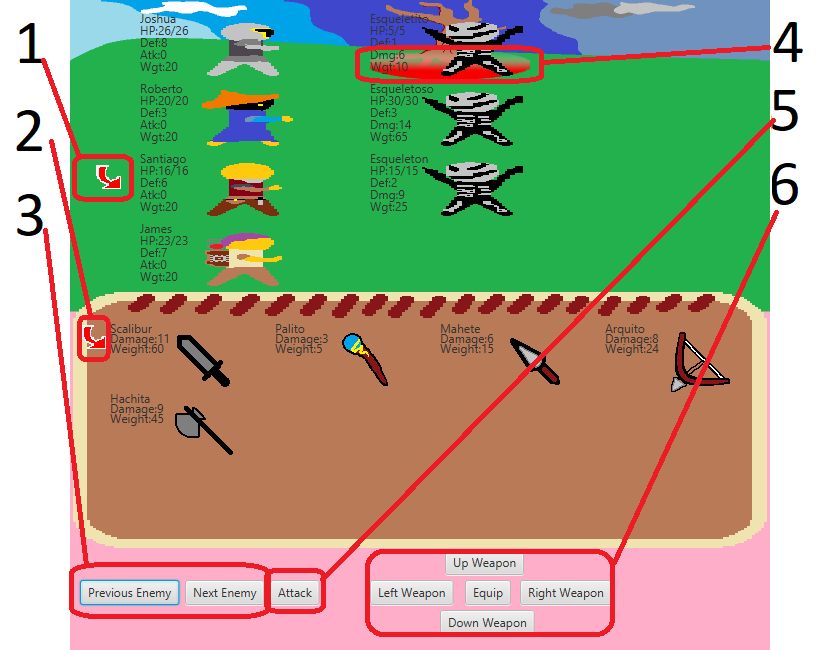 Joshua
HP:26/26
Def:8
Atk:0
Wgt:20
Esqueletito
HP:5/5
Def:1
Dmg:6
Wgt:10
1
2
3
4
5
6
Roberto
HP:20/20
Def:3
Atk:0
Wgt:20
Esqueletoso
HP:30/30
Def:3
Dmg:14
Wgt:65
Santiago
HP:16/16
Def:6
Atk:0
Wgt:20
Esqueleton
HP:15/15
Def:2
Dmg:9
Wgt:25
James
HP:23/23
Def:7
Atk:0
Wgt:20
Scalibur
Damage:11
Weight:60
Palito
Damage:3
Weight:5
Mahete
Damage:6
Weight:15
Arquito
Damage:8
Weight:24
Hachita
Damage:9
Weight:45
Up Weapon
Previous Enemy Next Enemy Attack Left Weapon Equip Right Weapon
Down Weapon